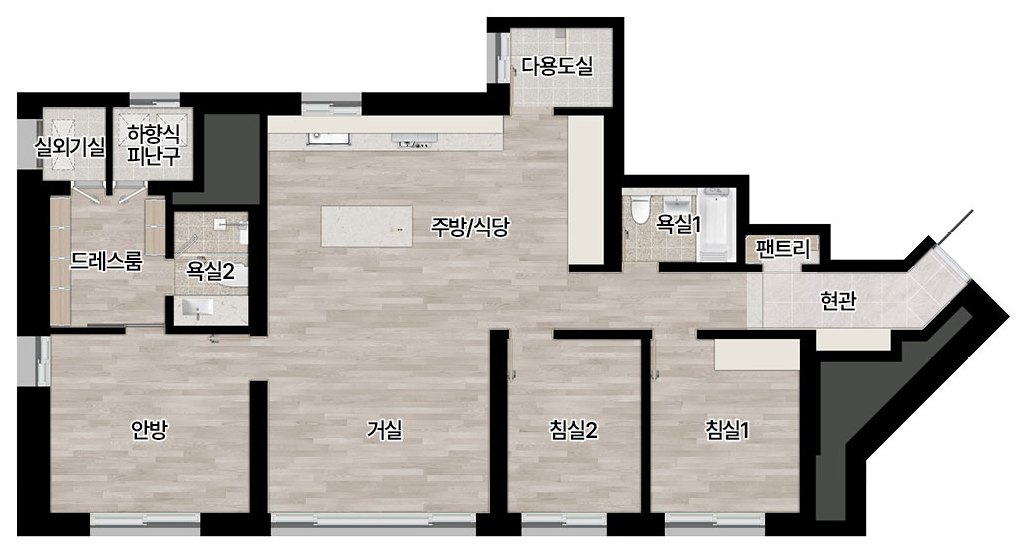 다용도실
실외기실
하향식
피난구
주방/식당
욕실1
팬트리
드레스룸
욕실2
현관
안방
거실
침실2
침실1